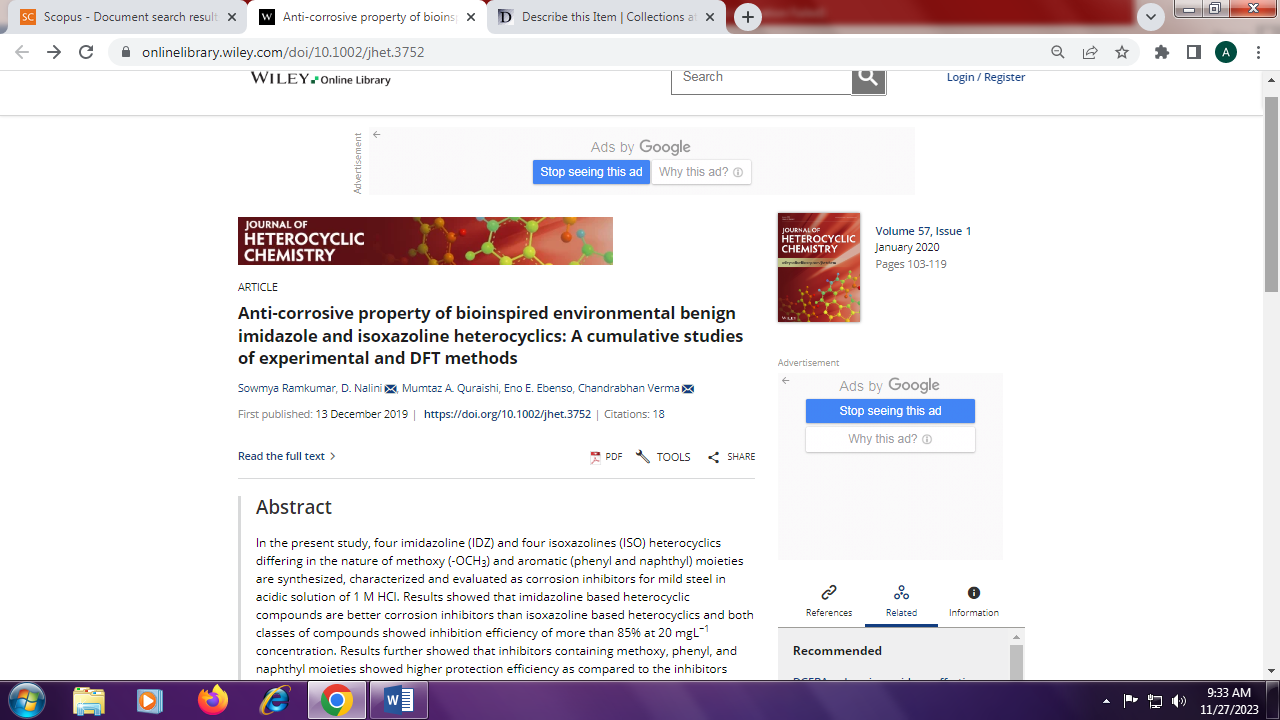 Scopus - Document search result
Anti-corrosive property of bioinsp
Describe this Item | Collections at
onlinelibrary.wiley.com/doi/10.1002/jhet.3752
A
WILEY Online Library
Search
Login / Register
Advertisement
Ads by Google
Stop seeing this ad
Why this ad?
JOURNAL OF
HETEROCYCLIC
CHEMISTRY
JOURNAL OF
HETEROCYCLIC
CHEMISTRY
WILEY
Volume 57, Issue 1
January 2020
Pages 103-119
ARTICLE
Anti-corrosive property of bioinspired environmental benign
imidazole and isoxazoline heterocyclics: A cumulative studies
of experimental and DFT methods
Sowmya Ramkumar, D. Nalini, Mumtaz A. Quraishi, Eno E. Ebenso, Chandrabhan Verma
First published: 13 December 2019 | https://doi.org/10.1002/jhet.3752 | Citations: 18
Read the full text
PDF
TOOLS
SHARE
Abstract
In the present study, four imidazoline (IDZ) and four isoxazolines (ISO) heterocyclics
differing in the nature of methoxy (-OCH₃) and aromatic (phenyl and naphthyl) moieties
are synthesized, characterized and evaluated as corrosion inhibitors for mild steel in
acidic solution of 1 M HCl. Results showed that imidazoline based heterocyclic
compounds are better corrosion inhibitors than isoxazoline based heterocyclics and both
classes of compounds showed inhibition efficiency of more than 85% at 20 mgL⁻¹
concentration. Results further showed that inhibitors containing methoxy, phenyl, and
naphthyl moieties showed higher protection efficiency as compared to the inhibitors
Advertisement
Ads by Google
Stop seeing this ad
Why this ad?
References
Related
Information
Recommended
9:33 AM
11/27/2023